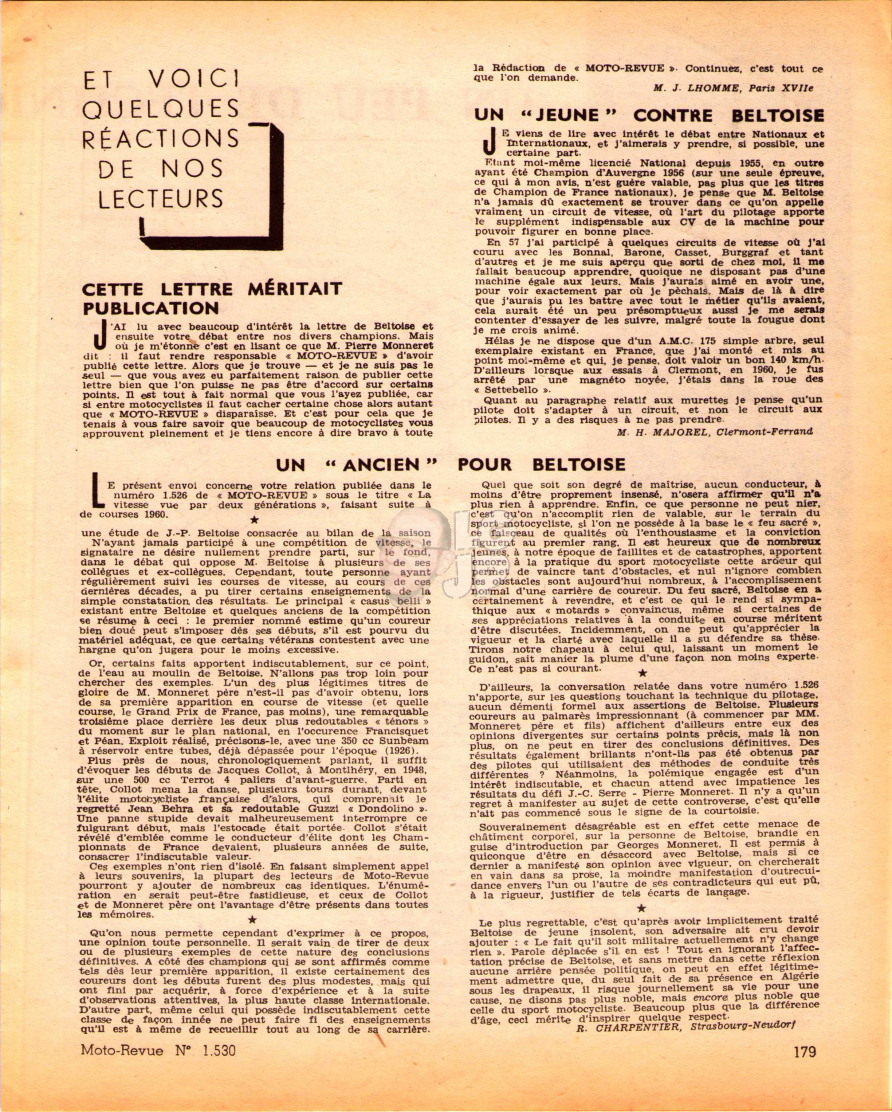 ET VOICI
QUELQUES
RÉACTIONS
DE NOS
LECTEURS
CETTE LETTRE MÉRITAIT
PUBLICATION
J'AI lu avec beaucoup d'intérêt la lettre de Beltoise et
ensuite votre débat entre nos divers champions. Mais
où je m'étonne c'est en lisant ce que M. Pierre Monneret
dit : il faut rendre responsable « MOTO-REVUE » d'avoir
publié cette lettre. Alors que je trouve — et je ne suis pas le
seul — que vous avez eu parfaitement raison de publier cette
lettre bien que l'on puisse ne pas être d'accord sur certains
points. Il est tout à fait normal que vous l'ayez publiée, car
si entre motocyclistes il faut cacher certaine chose alors autant
que « MOTO-REVUE » disparaisse. Et c'est pour cela que je
tenais à vous faire savoir que beaucoup de motocyclistes vous
approuvent pleinement et je tiens encore à dire bravo à toute
la Rédaction de « MOTO-REVUE ». Continuez, c'est tout ce
que l'on demande.
M. J. LHOMME, Paris XVIIe
UN “JEUNE” CONTRE BELTOISE
JE viens de lire avec intérêt le débat entre Nationaux et
Internationaux, et j'aimerais y prendre, si possible, une
certaine part.
Etant moi-même licencié National depuis 1955, en outre
ayant été Champion d'Auvergne 1956 (sur une seule épreuve,
ce qui à mon avis, n'est guère valable, pas plus que les titres
de Champion de France nationaux), je pense que M. Beltoise
n'a jamais dû exactement se trouver dans ce qu'on appelle
vraiment un circuit de vitesse, où l'art du pilotage apporte
le supplément indispensable aux CV de la machine pour
pouvoir figurer en bonne place.
En 57 j'ai participé à quelques circuits de vitesse où j'ai
couru avec les Bonnal, Barone, Casset, Burggraf et tant
d'autres et je me suis aperçu que sorti de chez moi, il me
fallait beaucoup apprendre, quoique ne disposant pas d'une
machine égale aux leurs. Mais j'aurais aimé en avoir une,
pour voir exactement par où je péchais. Mais de là à dire
que j'aurais pu les battre avec tout le métier qu'ils avaient,
cela aurait été un peu présomptueux aussi je me serais
contenter d'essayer de les suivre, malgré toute la fougue dont
je me crois animé.
Hélas je ne dispose que d'un A.M.C. 175 simple arbre, seul
exemplaire existant en France, que j'ai monté et mis au
point moi-même et qui, je pense, doit valoir un bon 140 km/h.
D'ailleurs lorsque aux essais à Clermont, en 1960, je fus
arrêté par une magnéto noyée, j'étais dans la roue des
« Settebello ».
Quant au paragraphe relatif aux murettes je pense qu'un
pilote doit s'adapter à un circuit, et non le circuit aux
pilotes. Il y a des risques à ne pas prendre.
M. H. MAJOREL, Clermont-Ferrand
UN “ANCIEN” POUR BELTOISE
LE présent envoi concerne votre relation publiée dans le
numéro 1.526 de « MOTO-REVUE » sous le titre « La
vitesse vue par deux générations », faisant suite à
de courses 1960.
★
une étude de J.-P. Beltoise consacrée au bilan de la saison
N'ayant jamais participé à une compétition de vitesse, le
signataire ne désire nullement prendre parti, sur le fond,
dans le débat qui oppose M. Beltoise à plusieurs de ses
collègues et ex-collègues. Cependant, toute personne ayant
régulièrement suivi les courses de vitesse, au cours de ces
dernières décades, a pu tirer certains enseignements de la
simple constatation des résultats. Le principal « casus belli »
existant entre Beltoise et quelques anciens de la compétition
se résume à ceci : le premier nommé estime qu'un coureur
bien doué peut s'imposer dès ses débuts, s'il est pourvu du
matériel adéquat, ce que certains vétérans contestent avec une
hargne qu'on jugera pour le moins excessive.
Or, certains faits apportent indiscutablement, sur ce point,
de l'eau au moulin de Beltoise. N'allons pas trop loin pour
chercher des exemples. L'un des plus légitimes titres de
gloire de M. Monneret père n'est-il pas d'avoir obtenu, lors
de sa première apparition en course de vitesse (et quelle
course, le Grand Prix de France, pas moins), une remarquable
troisième place derrière les deux plus redoutables « ténors »
du moment sur le plan national, en l'occurence Francisquet
et Péan, Exploit réalisé, précisons-le, avec une 350 cc Sunbeam
à réservoir entre tubes, déjà dépassée pour l'époque (1926).
Plus près de nous, chronologiquement parlant, il suffit
d'évoquer les débuts de Jacques Collot, à Montlhéry, en 1948,
sur une 500 cc Terrot 4 paliers d'avant-guerre. Parti en
tête, Collot mena la danse, plusieurs tours durant, devant
l'élite motocycliste française d'alors, qui comprenait le
regretté Jean Behra et sa redoutable Guzzi « Dondolino ».
Une panne stupide devait malheureusement interrompre ce
fulgurant début, mais l'estocade était portée. Collot s'était
révélé d'emblée comme le conducteur d'élite dont les Cham-
pionnats de France devaient, plusieurs années de suite,
consacrer l'indiscutable valeur.
Ces exemples n'ont rien d'isolé. En faisant simplement appel
à leurs souvenirs, la plupart des lecteurs de Moto-Revue
pourront y ajouter de nombreux cas identiques. L'énumé-
ration en serait peut-être fastidieuse, et ceux de Collot
et de Monneret père ont l'avantage d'être présents dans toutes
les mémoires.
★
Qu'on nous permette cependant d'exprimer à ce propos,
une opinion toute personnelle. Il serait vain de tirer de deux
ou de plusieurs exemples de cette nature des conclusions
définitives. A côté des champions qui se sont affirmés comme
tels dès leur première apparition, il existe certainement des
coureurs dont les débuts furent des plus modestes, mais qui
ont fini par acquérir, à force d'expérience et à la suite
d'observations attentives, la plus haute classe internationale.
D'autre part, même celui qui possède indiscutablement cette
classe de façon innée ne peut faire fi des enseignements
qu'il est à même de recueillir tout au long de sa carrière.
Quel que soit son degré de maîtrise, aucun conducteur, à
moins d'être proprement insensé, n'osera affirmer qu'il n'a
plus rien à apprendre. Enfin, ce que personne ne peut nier,
c'est qu'on n'accomplit rien de valable, sur le terrain du
sport motocycliste, si l'on ne possède à la base le « feu sacré »,
ce faisceau de qualités où l'enthousiasme et la conviction
figurent au premier rang. Il est heureux que de nombreux
jeunes, à notre époque de faillites et de catastrophes, apportent
encore à la pratique du sport motocycliste cette ardeur qui
permet de vaincre tant d'obstacles, et nul n'ignore combien
les obstacles sont aujourd'hui nombreux, à l'accomplissement
normal d'une carrière de coureur. Du feu sacré, Beltoise en a
certainement à revendre, et c'est ce qui le rend si sympa-
thique aux « motards » convaincus, même si certaines de
ses appréciations relatives à la conduite en course méritent
d'être discutées. Incidemment, on ne peut qu'apprécier la
vigueur et la clarté avec laquelle il a su défendre sa thèse.
Tirons notre chapeau à celui qui, laissant un moment le
guidon, sait manier la plume d'une façon non moins experte.
Ce n'est pas si courant.
★
D'ailleurs, la conversation relatée dans votre numéro 1.526
n'apporte, sur les questions touchant la technique du pilotage,
aucun démenti formel aux assertions de Beltoise. Plusieurs
coureurs au palmarès impressionnant (à commencer par MM.
Monneret père et fils) affichent d'ailleurs entre eux des
opinions divergentes sur certains points précis, mais là non
plus, on ne peut en tirer des conclusions définitives. Des
résultats également brillants n'ont-ils pas été obtenus par
des pilotes qui utilisaient des méthodes de conduite très
différentes ? Néanmoins, la polémique engagée est d'un
intérêt indiscutable, et chacun attend avec impatience les
résultats du défi J.-C. Serre - Pierre Monneret. Il n'y a qu'un
regret à manifester au sujet de cette controverse, c'est qu'elle
n'ait pas commencé sous le signe de la courtoisie.
Souverainement désagréable est en effet cette menace de
châtiment corporel, sur la personne de Beltoise, brandie en
guise d'introduction par Georges Monneret. Il est permis à
quiconque d'être en désaccord avec Beltoise, mais si ce
dernier a manifesté son opinion avec vigueur, on chercherait
en vain dans sa prose, la moindre manifestation d'outrecui-
dance envers l'un ou l'autre de ses contradicteurs qui eut pû,
à la rigueur, justifier de tels écarts de langage.
★
Le plus regrettable, c'est qu'après avoir implicitement traité
Beltoise de jeune insolent, son adversaire ait cru devoir
ajouter : « Le fait qu'il soit militaire actuellement n'y change
rien ». Parole déplacée s'il en est ! Tout en ignorant l'affec-
tation précise de Beltoise, et sans mettre dans cette réflexion
aucune arrière pensée politique, on peut en effet légitime-
ment admettre que, du seul fait de sa présence en Algérie
sous les drapeaux, il risque journellement sa vie pour une
cause, ne disons pas plus noble, mais encore plus noble que
celle du sport motocycliste. Beaucoup plus que la différence
d'âge, ceci mérite d'inspirer quelque respect.
R. CHARPENTIER, Strasbourg-Neudorf
Moto-Revue N° 1.530
179